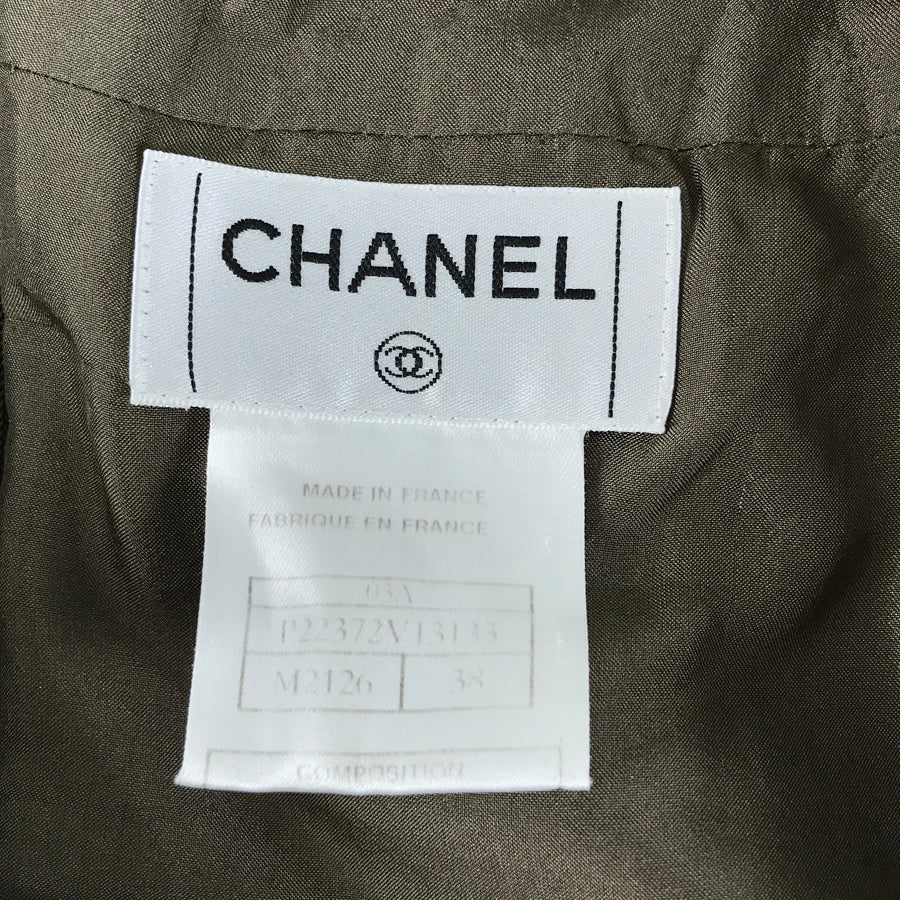 CHANEL
MADE IN FRANCE
FABRIQUE EN FRANCE
03A
P22372V13133
M2126 38
COMPOSITION